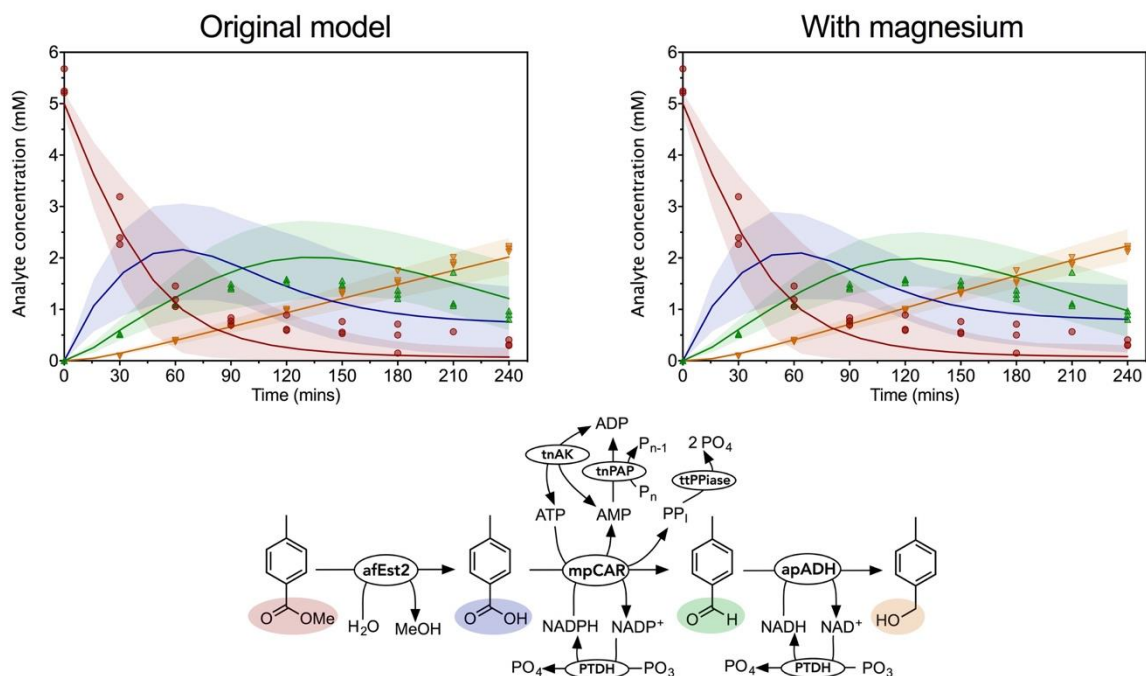 Original model
With magnesium
Analyte concentration (mM)
6
5
4
3
2
1
0
0 30 60 90 120 150 180 210 240
Time (mins)
Analyte concentration (mM)
6
5
4
3
2
1
0
0 30 60 90 120 150 180 210 240
Time (mins)
ADP
tnAK
tnPAP
Pn-1
Pn
2 PO4
ttPPiase
ATP
AMP
PPI
afEst2
mpCAR
apADH
O
OMe
H2O
MeOH
O
OH
NADPH
NADP+
O
H
NADH
NAD+
HO
PO4
PTDH
PO3
PO4
PTDH
PO3